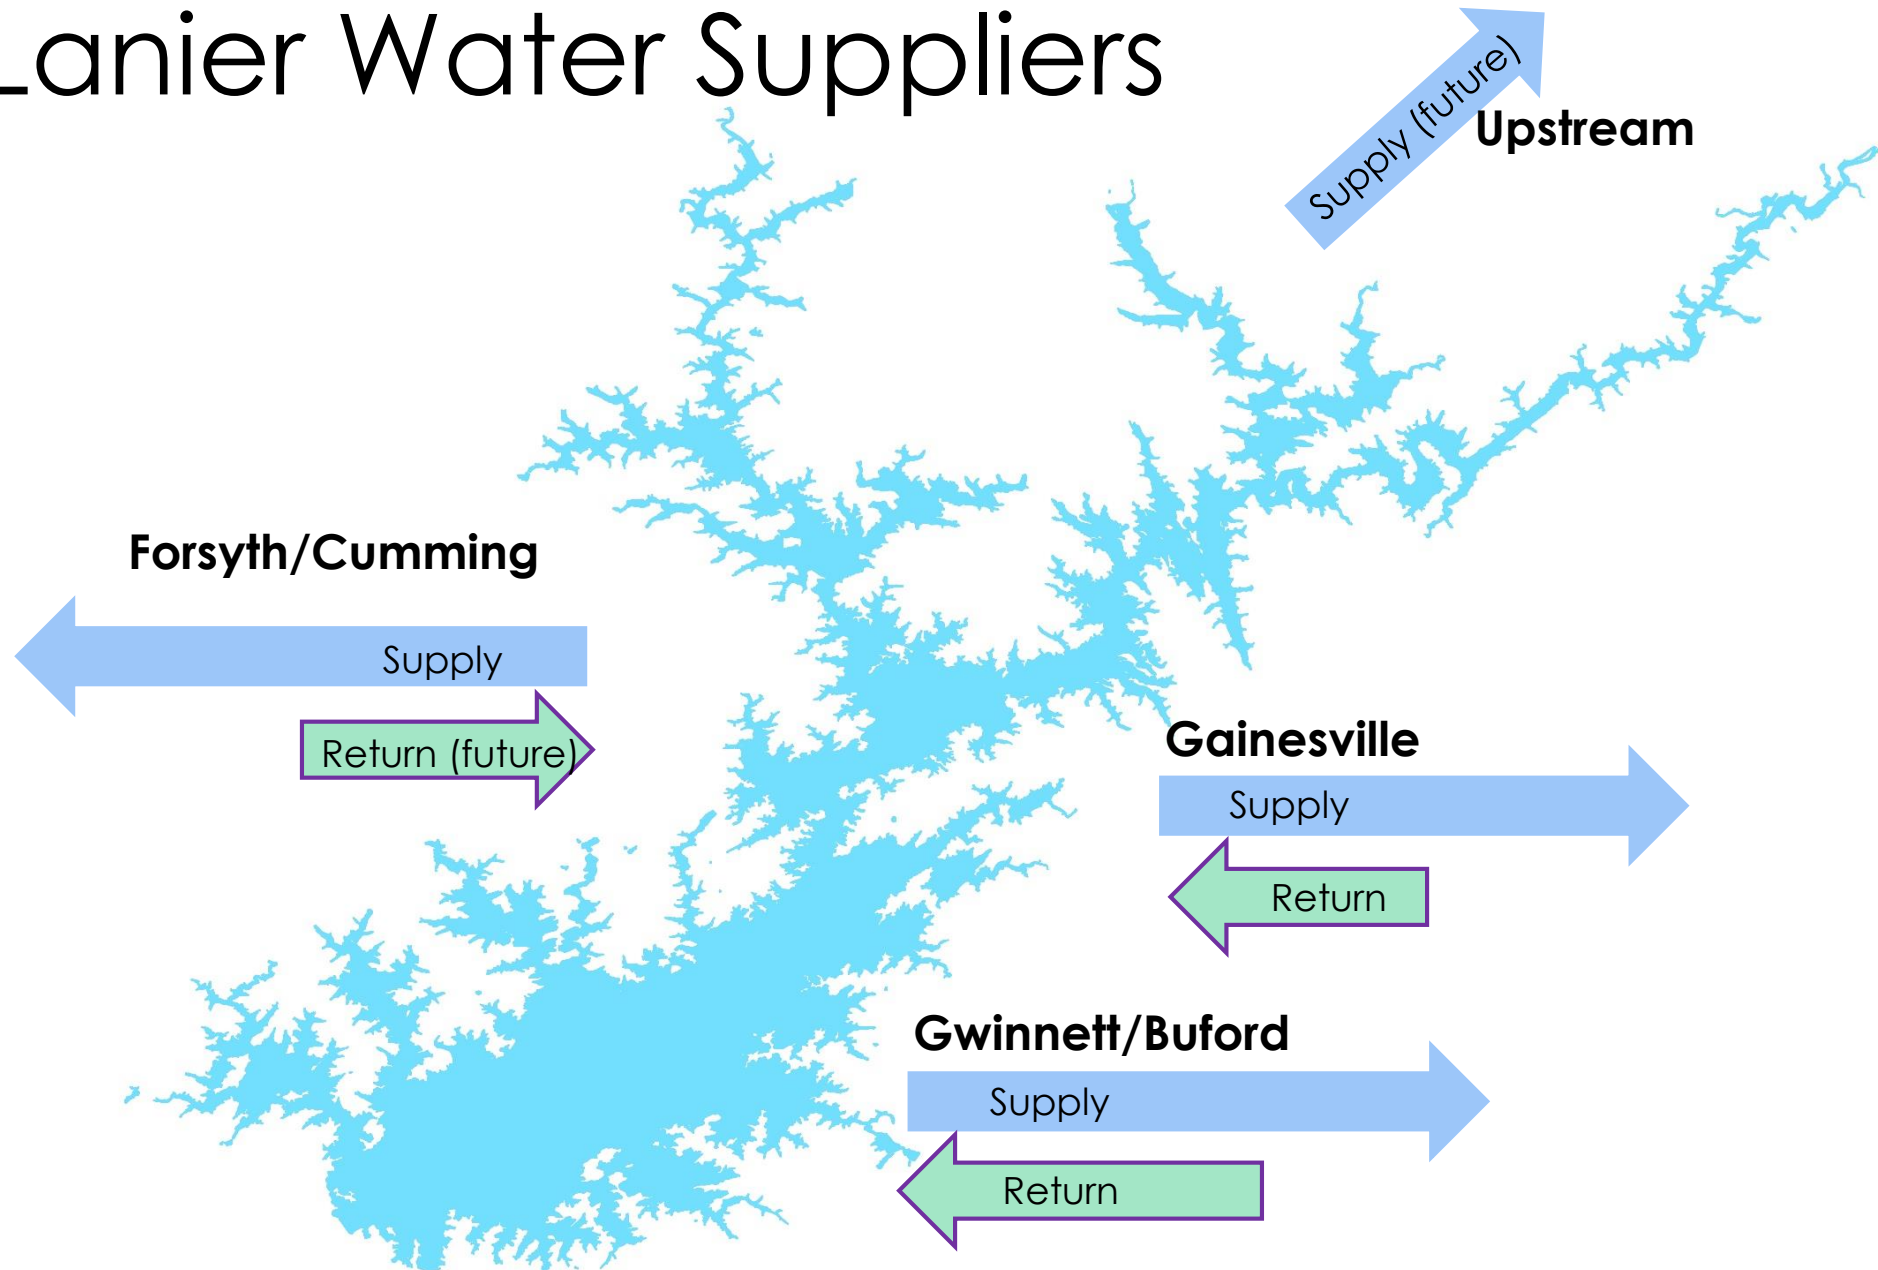 Lanier Water Suppliers
Supply (future)
Upstream
Forsyth/Cumming
Supply
Return (future)
Gainesville
Supply
Return
Gwinnett/Buford
Supply
Return